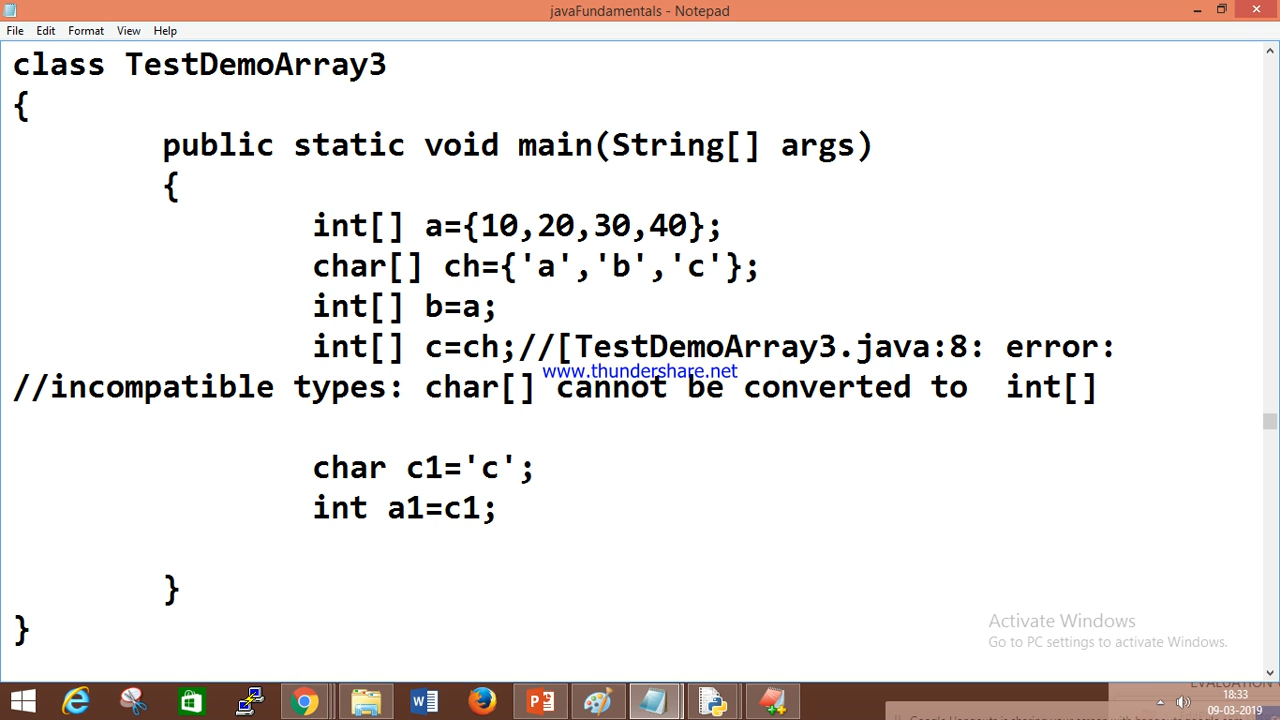 javaFundamentals - Notepad
File Edit Format View Help
class TestDemoArray3
{
public static void main(String[] args)
{
int[] a={10,20,30,40};
char[] ch={'a','b','c'};
int[] b=a;
int[] c=ch;//[TestDemoArray3.java:8: error:
www.thundershare.net
//incompatible types: char[] cannot be converted to int[]
char c1='c';
int a1=c1;
}
}
Activate Windows
Go to PC settings to activate Windows.
EVALUATION
18:33
09-03-2019